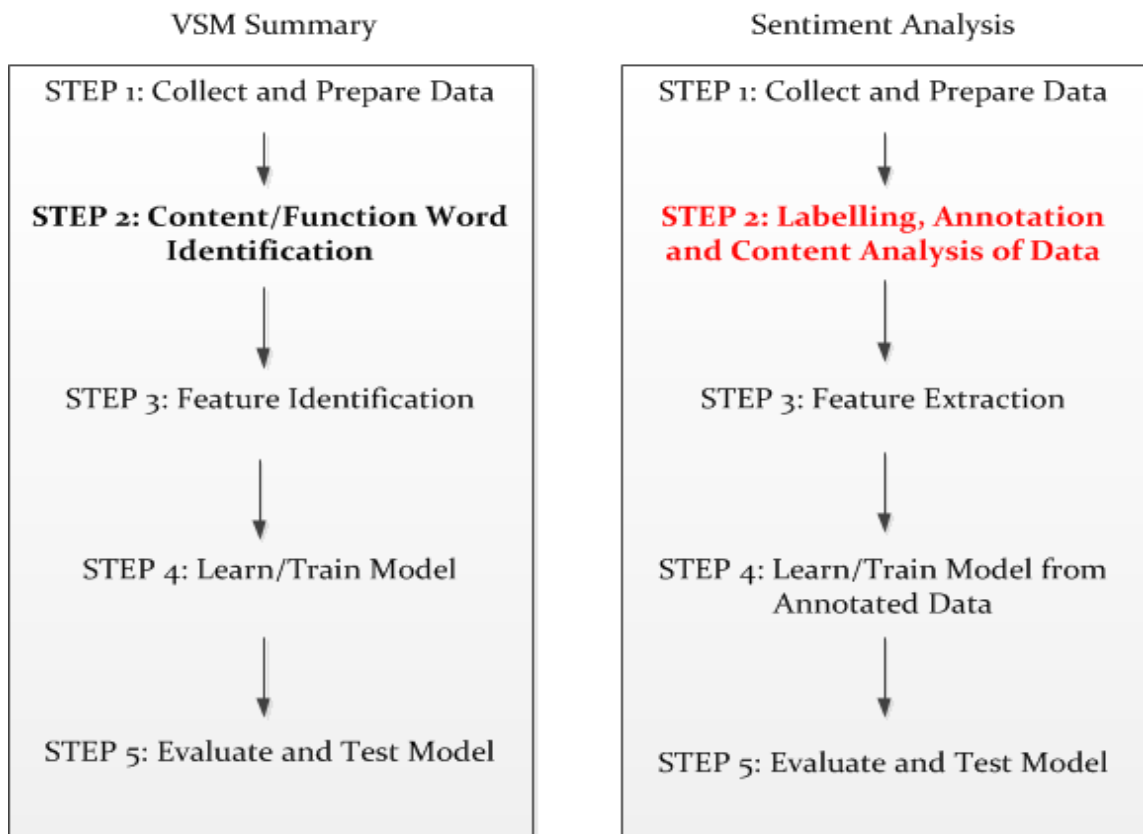 VSM Summary
STEP 1: Collect and Prepare Data
STEP 2: Content/Function Word
Identification
STEP 3: Feature Identification
STEP 4: Learn/Train Model
STEP 5: Evaluate and Test Model
Sentiment Analysis
STEP 1: Collect and Prepare Data
STEP 2: Labelling, Annotation
and Content Analysis of Data
STEP 3: Feature Extraction
STEP 4: Learn/Train Model from
Annotated Data
STEP 5: Evaluate and Test Model